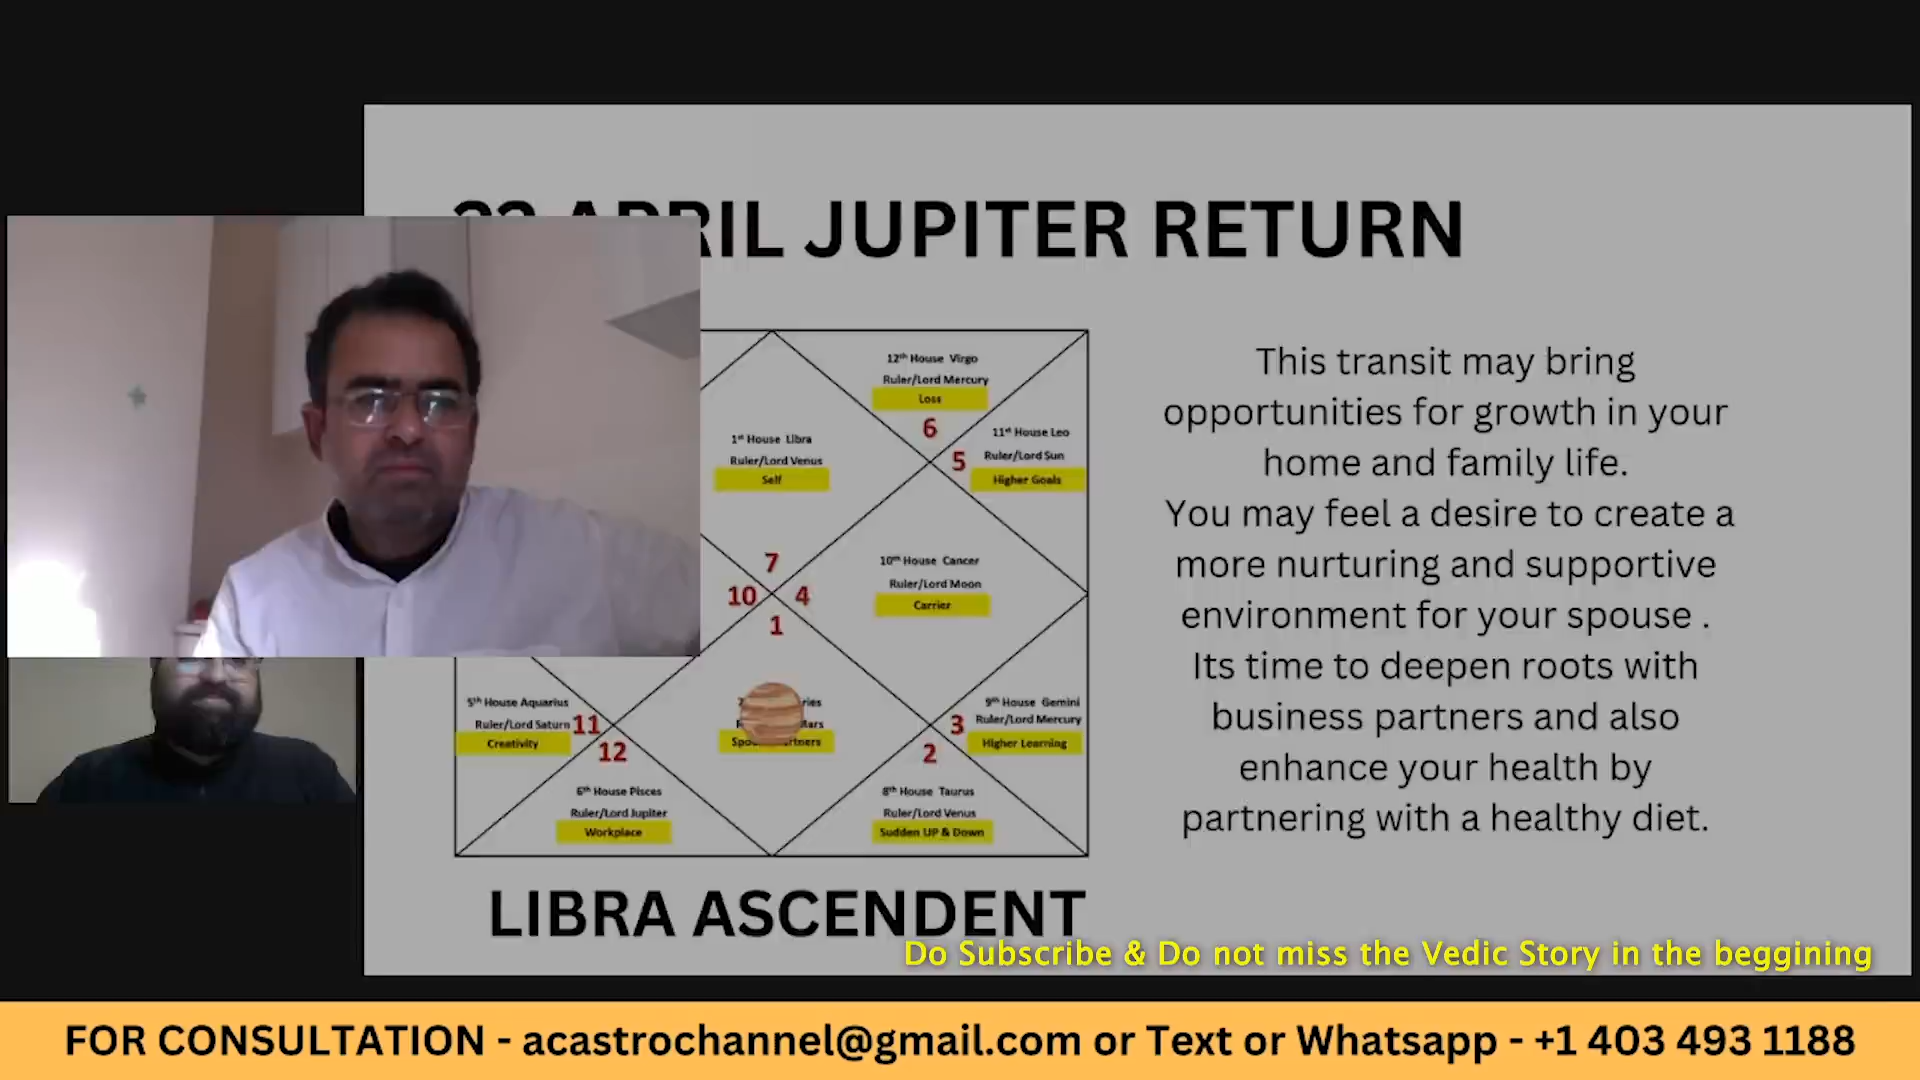 APRIL JUPITER RETURN
12th House Virgo
Ruler/Lord Mercury
Loss
6
11st House Leo
Ruler/Lord Sun
5
Higher Goals
1st House Libra
Ruler/Lord Venus
Self
7
10th House Cancer
Ruler/Lord Moon
Carrier
10 4
1
5th House Aquarius
Ruler/Lord Saturn 11
Creativity
12
6th House Pisces
Ruler/Lord Jupiter
Workplace
9th House Gemini
3 Ruler/Lord Mercury
Higher Learning
2
8th House Taurus
Ruler/Lord Venus
Sudden UP & Down
This transit may bring
opportunities for growth in your
home and family life.
You may feel a desire to create a
more nurturing and supportive
environment for your spouse .
Its time to deepen roots with
business partners and also
enhance your health by
partnering with a healthy diet.
LIBRA ASCENDENT
Do Subscribe & Do not miss the Vedic Story in the beggining
FOR CONSULTATION - acastrochannel@gmail.com or Text or Whatsapp - +1 403 493 1188